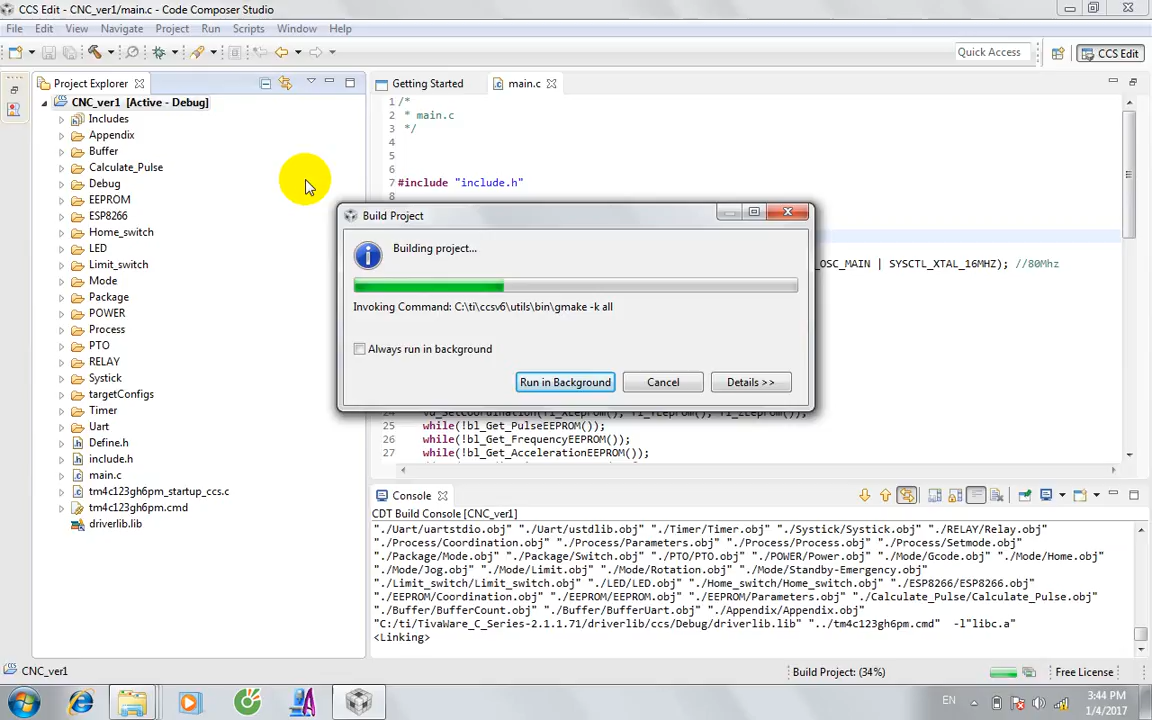 CCS Edit - CNC_ver1/main.c - Code Composer Studio
File Edit View Navigate Project Run Scripts Window Help
Quick Access
CCS Edit
Project Explorer
Getting Started
main.c
CNC_ver1 [Active - Debug]
Includes
Appendix
Buffer
Calculate_Pulse
Debug
EEPROM
ESP8266
Home_switch
LED
Limit_switch
Mode
Package
POWER
Process
PTO
RELAY
Systick
targetConfigs
Timer
Uart
Define.h
include.h
main.c
tm4c123gh6pm_startup_ccs.c
tm4c123gh6pm.cmd
driverlib.lib
1 /*
2 * main.c
3 */
4
5
6
7 #include "include.h"
8
_OSC_MAIN | SYSCTL_XTAL_16MHZ); //80Mhz
25 while(!bl_Get_PulseEEPROM());
26 while(!bl_Get_FrequencyEEPROM());
27 while(!bl_Get_AccelerationEEPROM());
Build Project
Building project...
Invoking Command: C:\ti\ccsv6\utils\bin\gmake -k all
Always run in background
Run in Background
Cancel
Details >>
Console
CDT Build Console [CNC_ver1]
"./Uart/uartstdio.obj" "./Uart/ustdlib.obj" "./Timer/Timer.obj" "./Systick/Systick.obj" "./RELAY/Relay.obj"
"./Process/Coordination.obj" "./Process/Parameters.obj" "./Process/Process.obj" "./Process/Setmode.obj"
"./Package/Mode.obj" "./Package/Switch.obj" "./PTO/PTO.obj" "./POWER/Power.obj" "./Mode/Gcode.obj" "./Mode/Home.obj"
"./Mode/Jog.obj" "./Mode/Limit.obj" "./Mode/Rotation.obj" "./Mode/Standby-Emergency.obj"
"./Limit_switch/Limit_switch.obj" "./LED/LED.obj" "./Home_switch/Home_switch.obj" "./ESP8266/ESP8266.obj"
"./EEPROM/Coordination.obj" "./EEPROM/EEPROM.obj" "./EEPROM/Parameters.obj" "./Calculate_Pulse/Calculate_Pulse.obj"
"./Buffer/BufferCount.obj" "./Buffer/BufferUart.obj" "./Appendix/Appendix.obj"
"C:/ti/TivaWare_C_Series-2.1.1.71/driverlib/ccs/Debug/driverlib.lib" "../tm4c123gh6pm.cmd" -l"libc.a"
<Linking>
CNC_ver1
Build Project: (34%)
Free License
EN
3:44 PM
1/4/2017